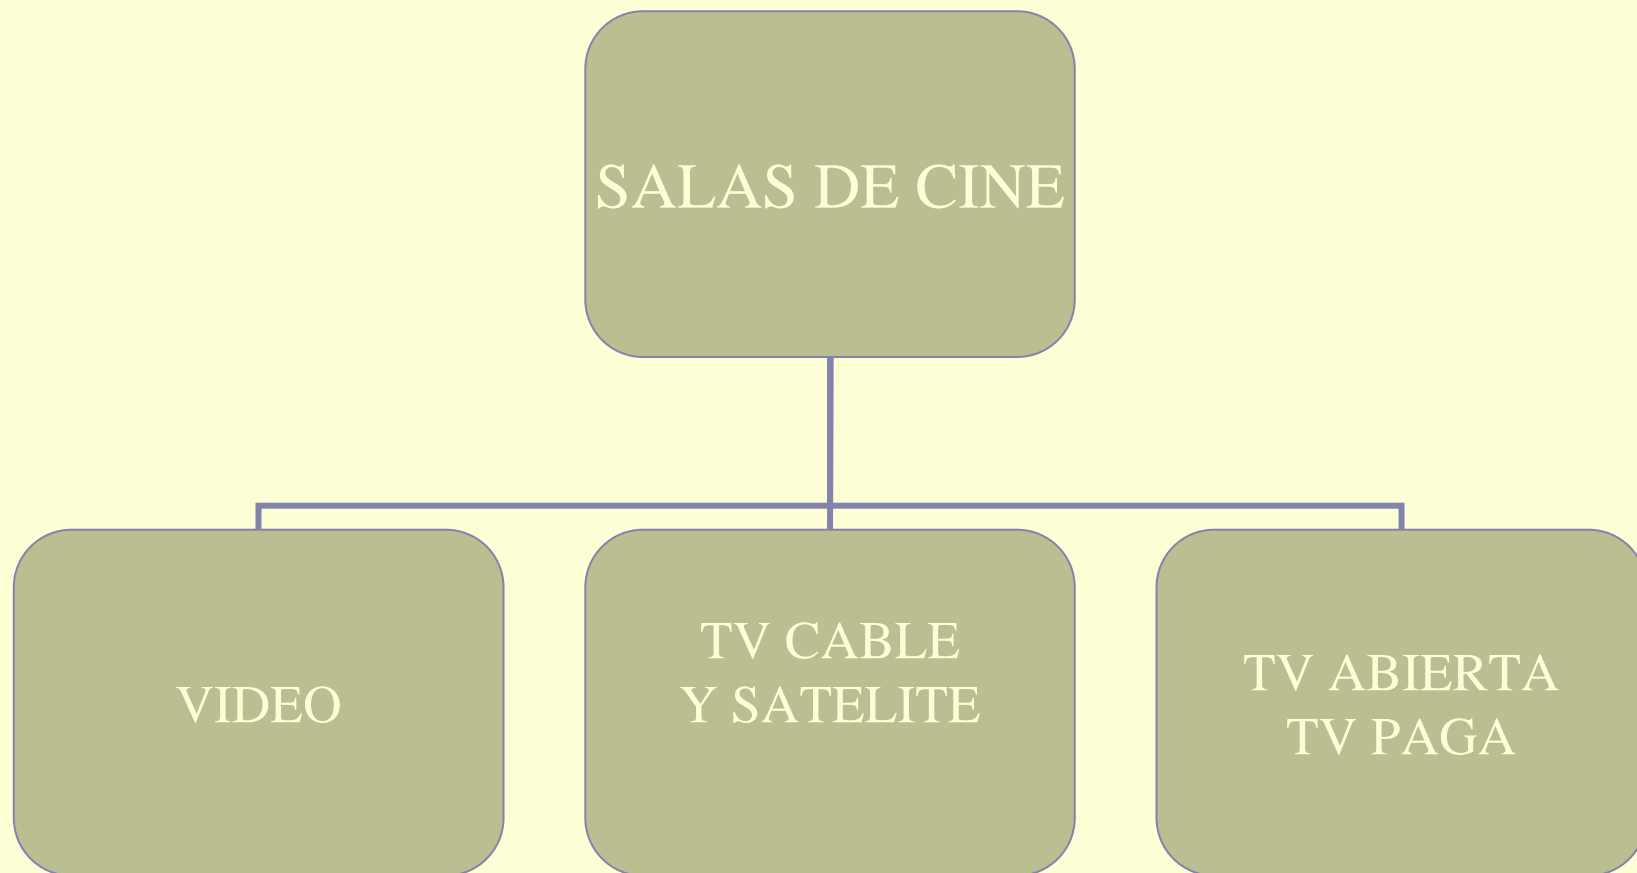 SALAS DE CINE
VIDEO
TV CABLE
Y SATELITE
TV ABIERTA
TV PAGA